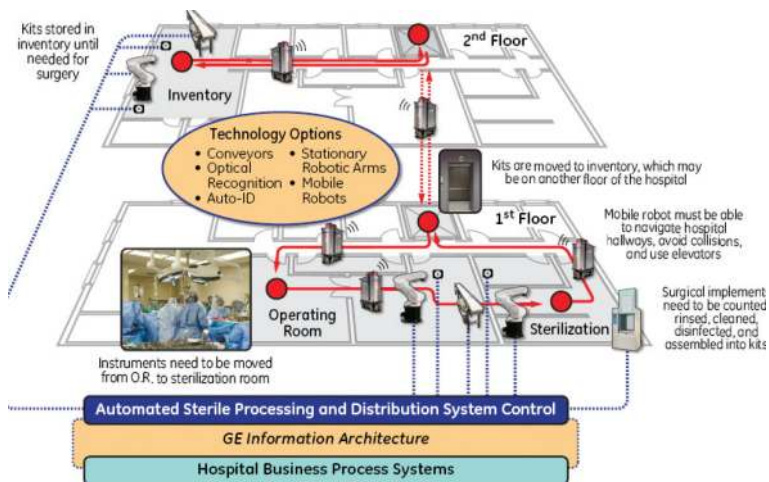 Kits stored in
inventory until
needed for
surgery
2nd Floor
Inventory
Technology Options
• Conveyors
• Optical
Recognition
• Auto-ID
• Stationary
Robotic Arms
• Mobile
Robots
Kits are moved to inventory, which may
be on another floor of the hospital
1st Floor
Mobile robot must be able
to navigate hospital
hallways, avoid collisions,
and use elevators
Operating
Room
Sterilization
Surgical implements
need to be counted,
rinsed, cleaned,
disinfected, and
assembled into kits
Instruments need to be moved
from O.R. to sterilization room
Automated Sterile Processing and Distribution System Control
GE Information Architecture
Hospital Business Process Systems